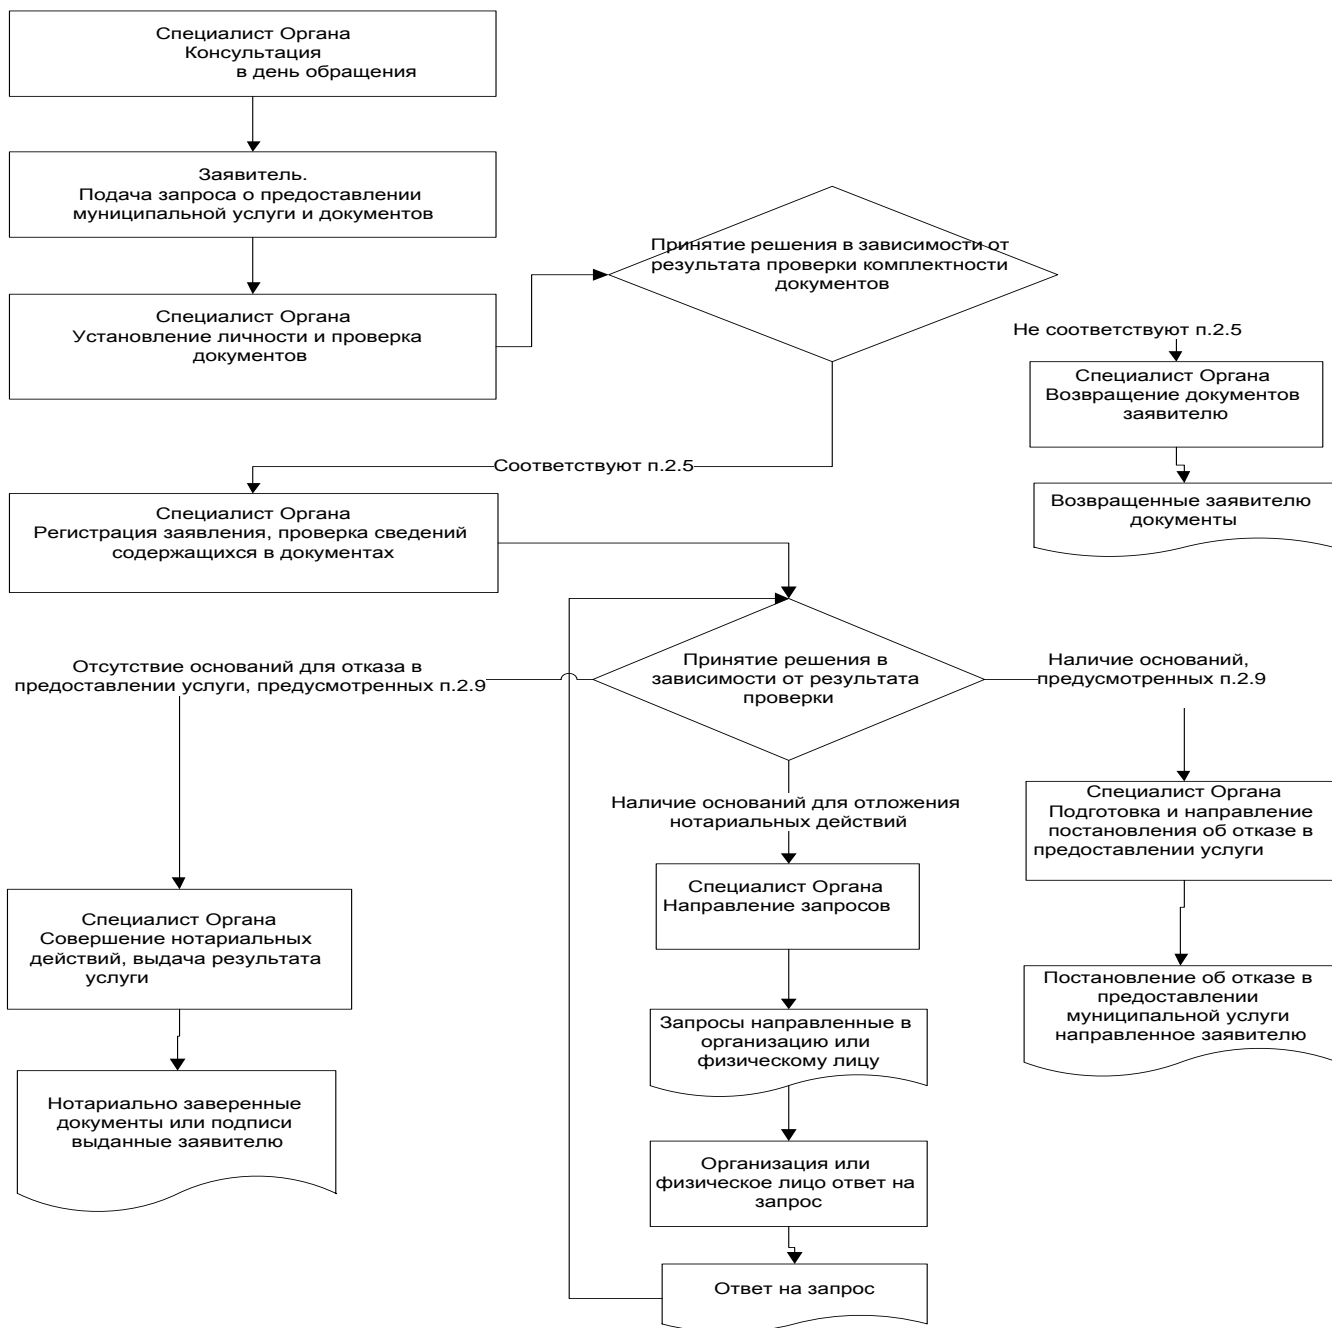 Специалист Органа
Консультация
в день обращения
Заявитель.
Подача запроса о предоставлении
муниципальной услуги и документов
Специалист Органа
Установление личности и проверка
документов
Принятие решения в зависимости от
результата проверки комплектности
документов
Не соответствуют п.2.5
Специалист Органа
Возвращение документов
заявителю
Возвращенные заявителю
документы
Соответствуют п.2.5
Специалист Органа
Регистрация заявления, проверка сведений
содержащихся в документах
Принятие решения в
зависимости от результата
проверки
Отсутствие оснований для отказа в
предоставлении услуги, предусмотренных п.2.9
Наличие оснований,
предусмотренных п.2.9
Наличие оснований для отложения
нотариальных действий
Специалист Органа
Подготовка и направление
постановления об отказе в
предоставлении услуги
Специалист Органа
Направление запросов
Специалист Органа
Совершение нотариальных
действий, выдача результата
услуги
Постановление об отказе в
предоставлении
муниципальной услуги
направленное заявителю
Запросы направленные в
организацию или
физическому лицу
Нотариально заверенные
документы или подписи
выданные заявителю
Организация или
физическое лицо ответ на
запрос
Ответ на запрос